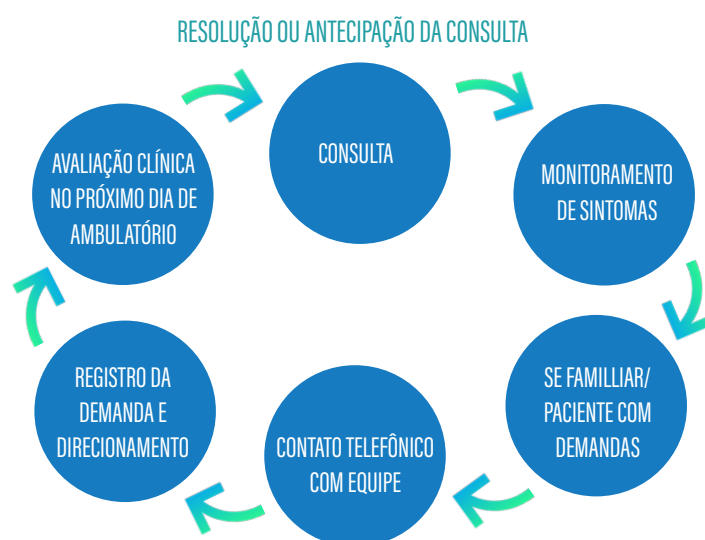 RESOLUÇÃO OU ANTECIPAÇÃO DA CONSULTA
CONSULTA
MONITORAMENTO
DE SINTOMAS
SE FAMILLIAR/
PACIENTE COM
DEMANDAS
CONTATO TELEFÔNICO
COM EQUIPE
REGISTRO DA
DEMANDA E
DIRECIONAMENTO
AVALIAÇÃO CLÍNICA
NO PRÓXIMO DIA DE
AMBULATÓRIO